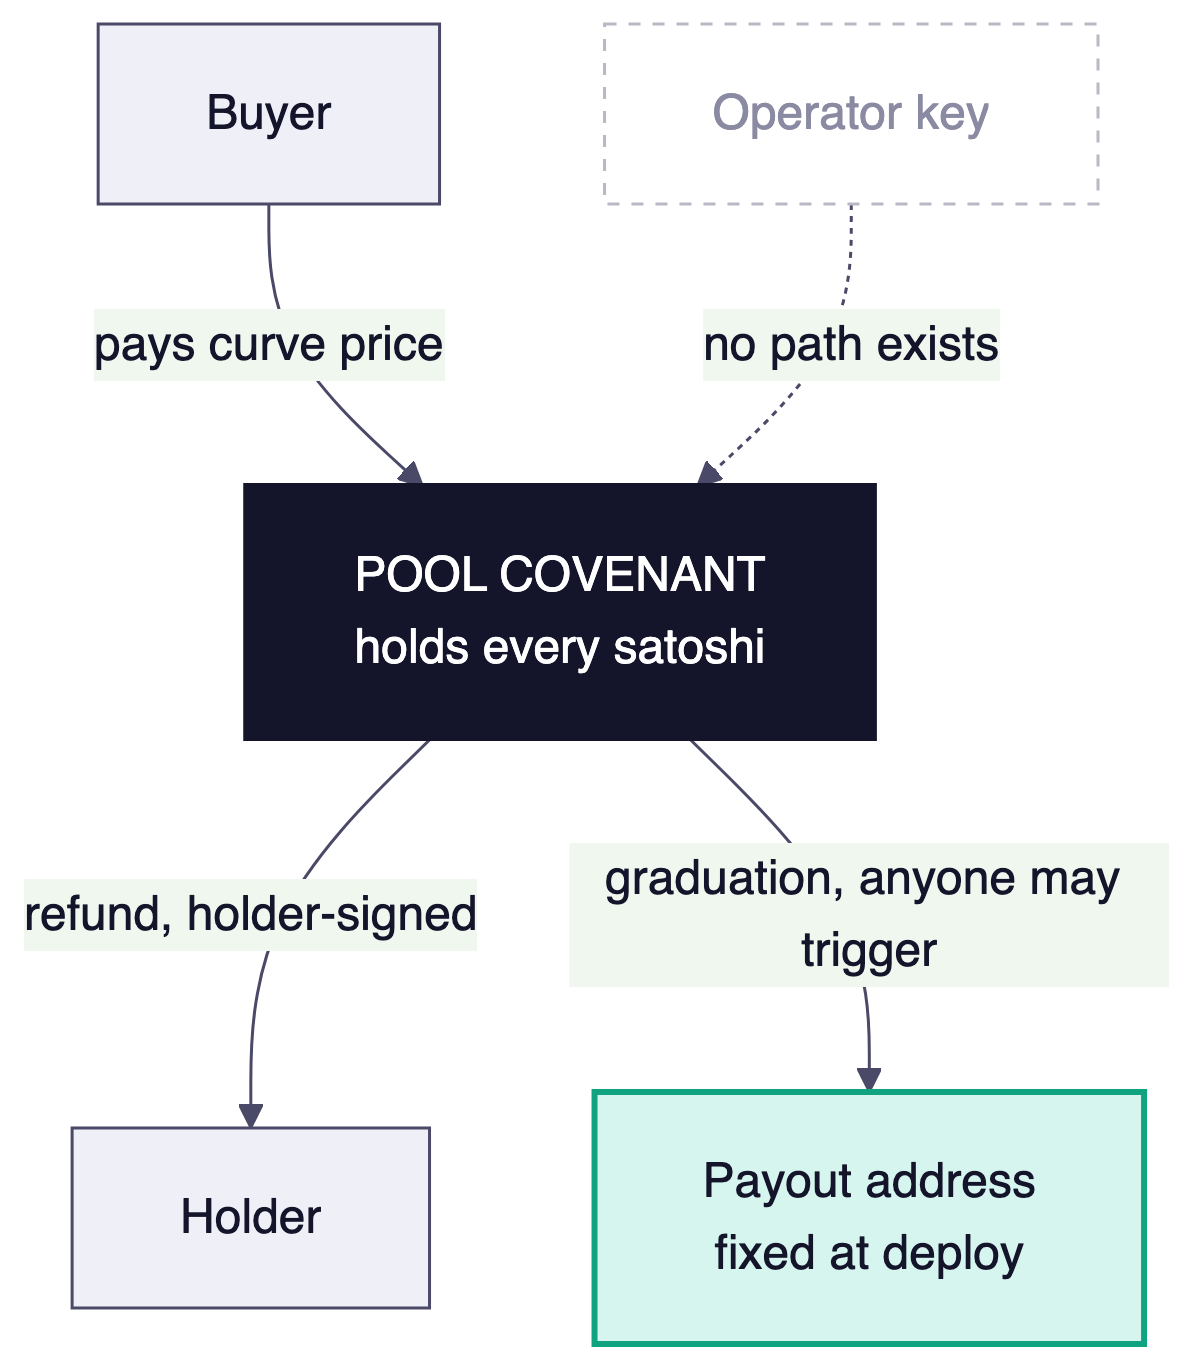 Buyer
Operator key
pays curve price
no path exists
POOL COVENANT
holds every satoshi
refund, holder-signed
graduation, anyone may
trigger
Holder
Payout address
fixed at deploy